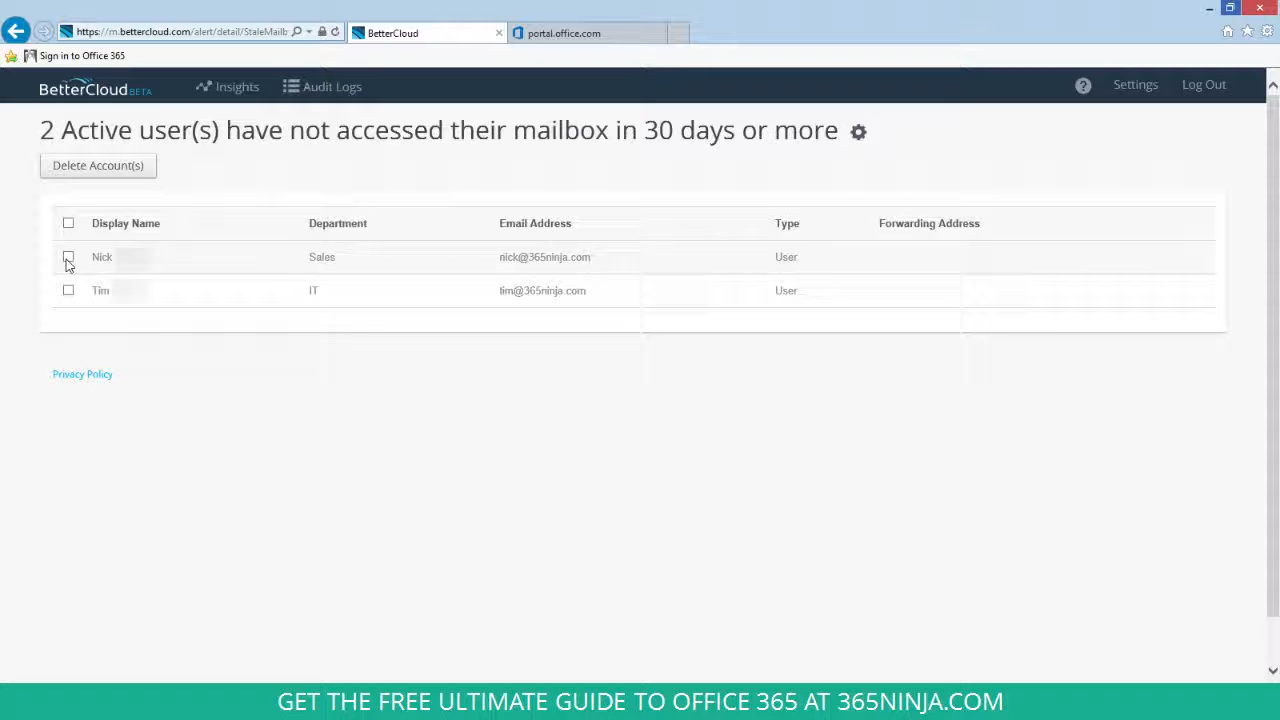 https://m.bettercloud.com/alert/detail/StaleMailb
BetterCloud
portal.office.com
Sign in to Office 365
BetterCloud BETA
Insights
Audit Logs
Settings
Log Out
2 Active user(s) have not accessed their mailbox in 30 days or more
Delete Account(s)
Display Name Department Email Address Type Forwarding Address
Nick Sales nick@365ninja.com User
Tim IT tim@365ninja.com User
Privacy Policy
GET THE FREE ULTIMATE GUIDE TO OFFICE 365 AT 365NINJA.COM